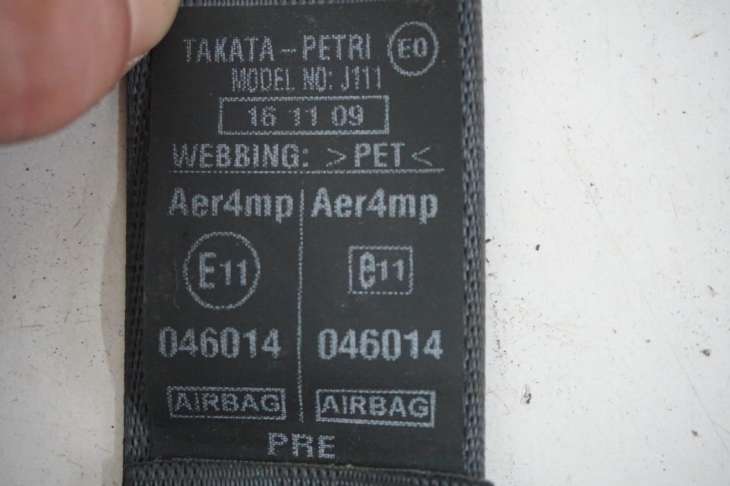 TAKATA-PETRI E0
MODEL NO: J111
16 11 09
WEBBING: >PET<
Aer4mp Aer4mp
E11 e11
046014 046014
AIRBAG AIRBAG
PRE